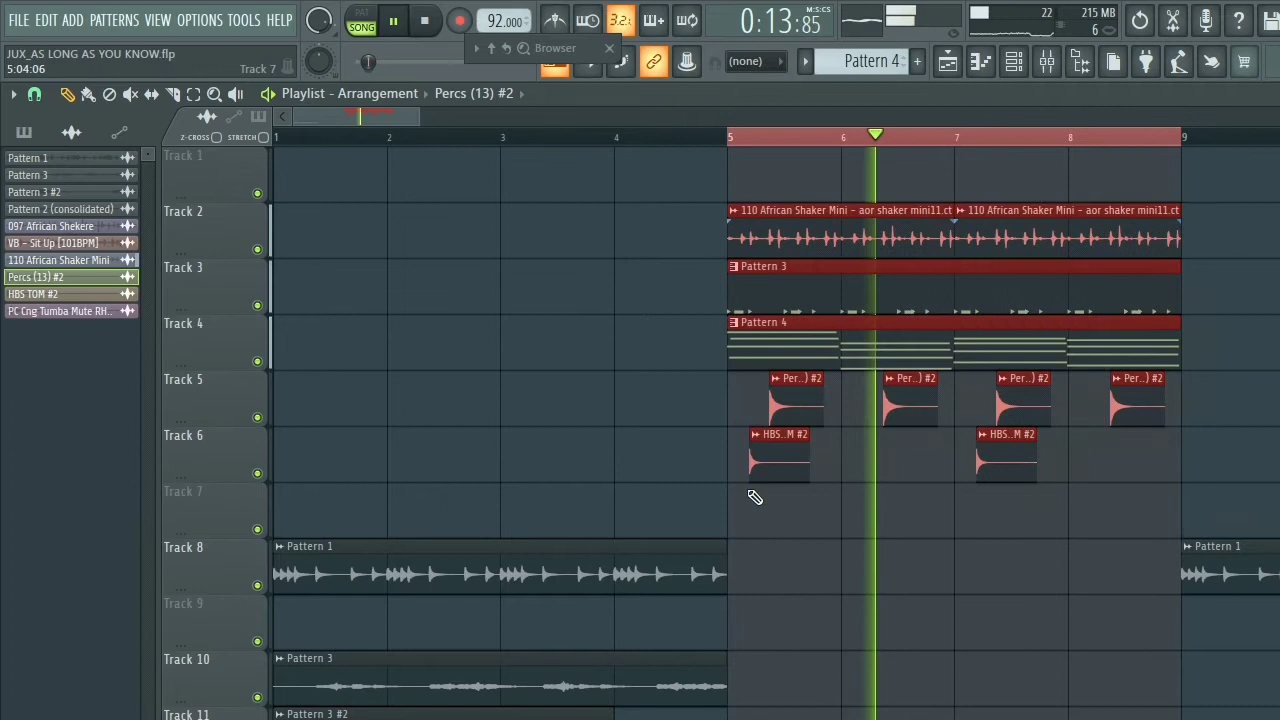 FILE EDIT ADD PATTERNS VIEW OPTIONS TOOLS HELP
PAT
SONG
92.000
3.2.
0:13:85
M:S:CS
22
215 MB
6
JUX_AS LONG AS YOU KNOW.flp
5:04:06
Track 7
Browser
(none)
Pattern 4
Playlist - Arrangement
Percs (13) #2
Z-CROSS
STRETCH
1
2
3
4
5
6
7
8
9
Pattern 1
Pattern 3
Pattern 3 #2
Pattern 2 (consolidated)
097 African Shekere
VB - Sit Up [101BPM]
110 African Shaker Mini
Percs (13) #2
HBS TOM #2
PC Cng Tumba Mute RH..
Track 1
Track 2
110 African Shaker Mini - aor shaker mini11.ct
110 African Shaker Mini - aor shaker mini11.ct
Track 3
Pattern 3
Track 4
Pattern 4
Track 5
Per..) #2
Per..) #2
Per..) #2
Per..) #2
Track 6
HBS..M #2
HBS..M #2
Track 7
Track 8
Pattern 1
Pattern 1
Track 9
Track 10
Pattern 3
Track 11
Pattern 3 #2